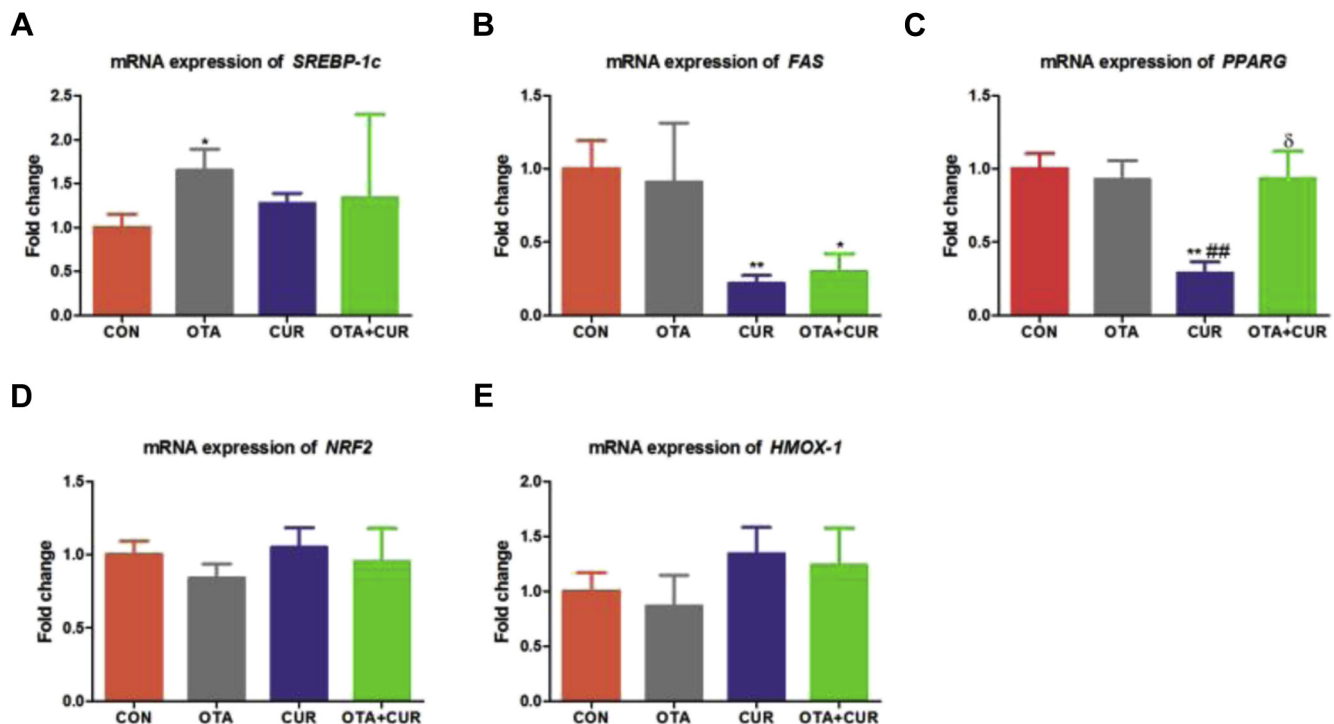 A
mRNA expression of SREBP-1c
Fold change
2.5
2.0
1.5
1.0
0.5
0.0
*
CON OTA CUR OTA+CUR
B
mRNA expression of FAS
Fold change
1.5
1.0
0.5
0.0
**
*
CON OTA CUR OTA+CUR
C
mRNA expression of PPARG
Fold change
1.5
1.0
0.5
0.0
** ##
δ
CON OTA CUR OTA+CUR
D
mRNA expression of NRF2
Fold change
1.5
1.0
0.5
0.0
CON OTA CUR OTA+CUR
E
mRNA expression of HMOX-1
Fold change
2.0
1.5
1.0
0.5
0.0
CON OTA CUR OTA+CUR